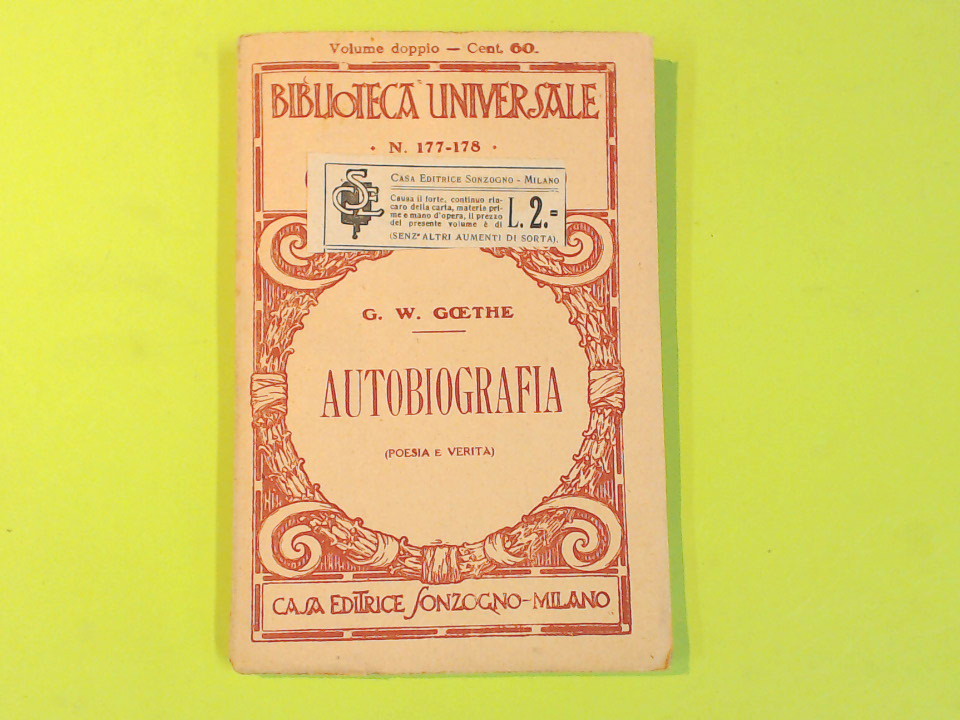 Volume doppio — Cent. 60.
BIBLIOTECA UNIVERSALE
• N. 177-178 •
SCE
CASA EDITRICE SONZOGNO - MILANO
Causa il forte, continuo rin-
caro della carta, materie pri-
me e mano d'opera, il prezzo
del presente volume è di
L. 2.=
(SENZ'ALTRI AUMENTI DI SORTA).
G. W. GŒTHE
AUTOBIOGRAFIA
(POESIA E VERITÀ)
CASA EDITRICE SONZOGNO-MILANO